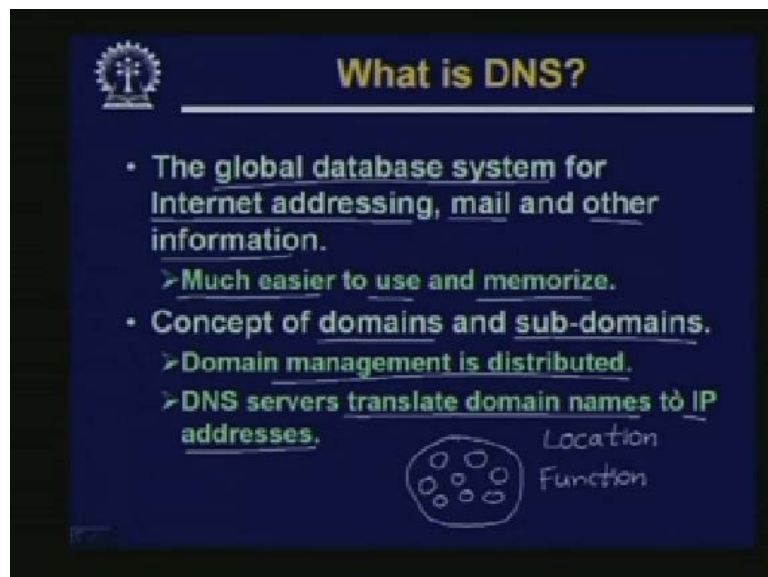 What is DNS?
• The global database system for
Internet addressing, mail and other
information.
➢Much easier to use and memorize.
• Concept of domains and sub-domains.
➢Domain management is distributed.
➢DNS servers translate domain names to IP
addresses.
Location
Function